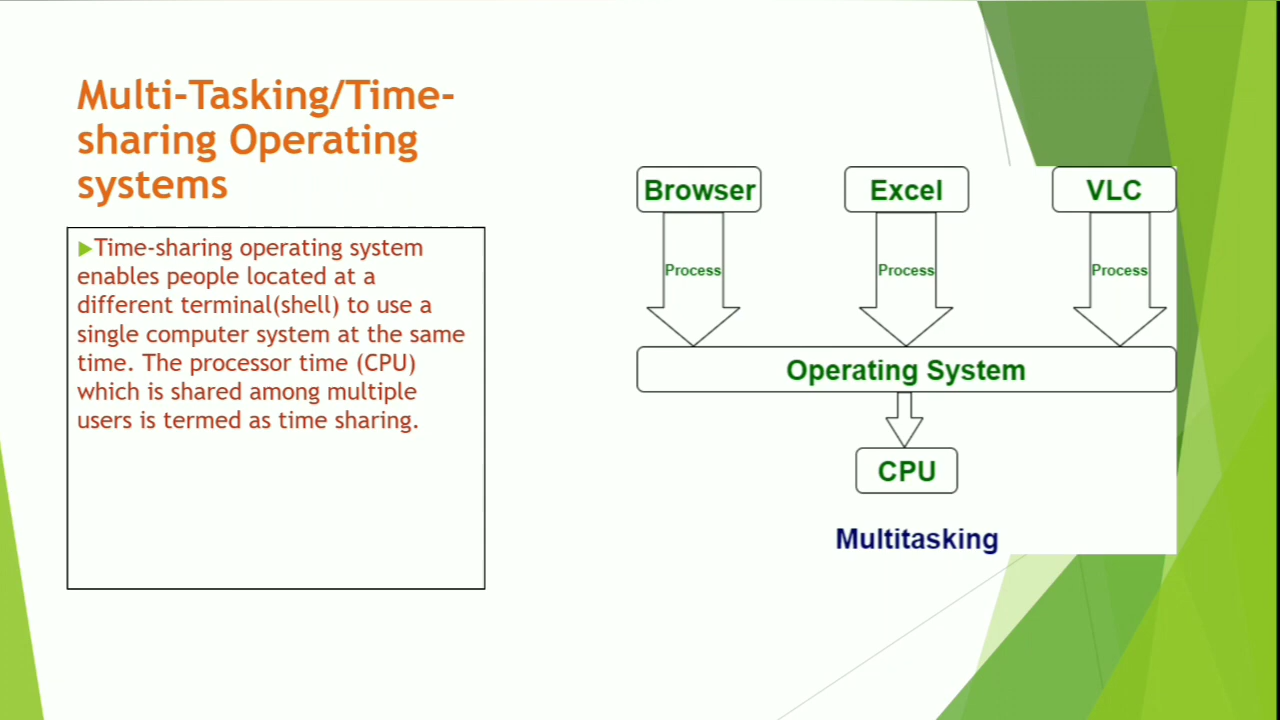 Multi-Tasking/Time-
sharing Operating
systems
Time-sharing operating system
enables people located at a
different terminal(shell) to use a
single computer system at the same
time. The processor time (CPU)
which is shared among multiple
users is termed as time sharing.
Browser Excel VLC
Process Process Process
Operating System
CPU
Multitasking